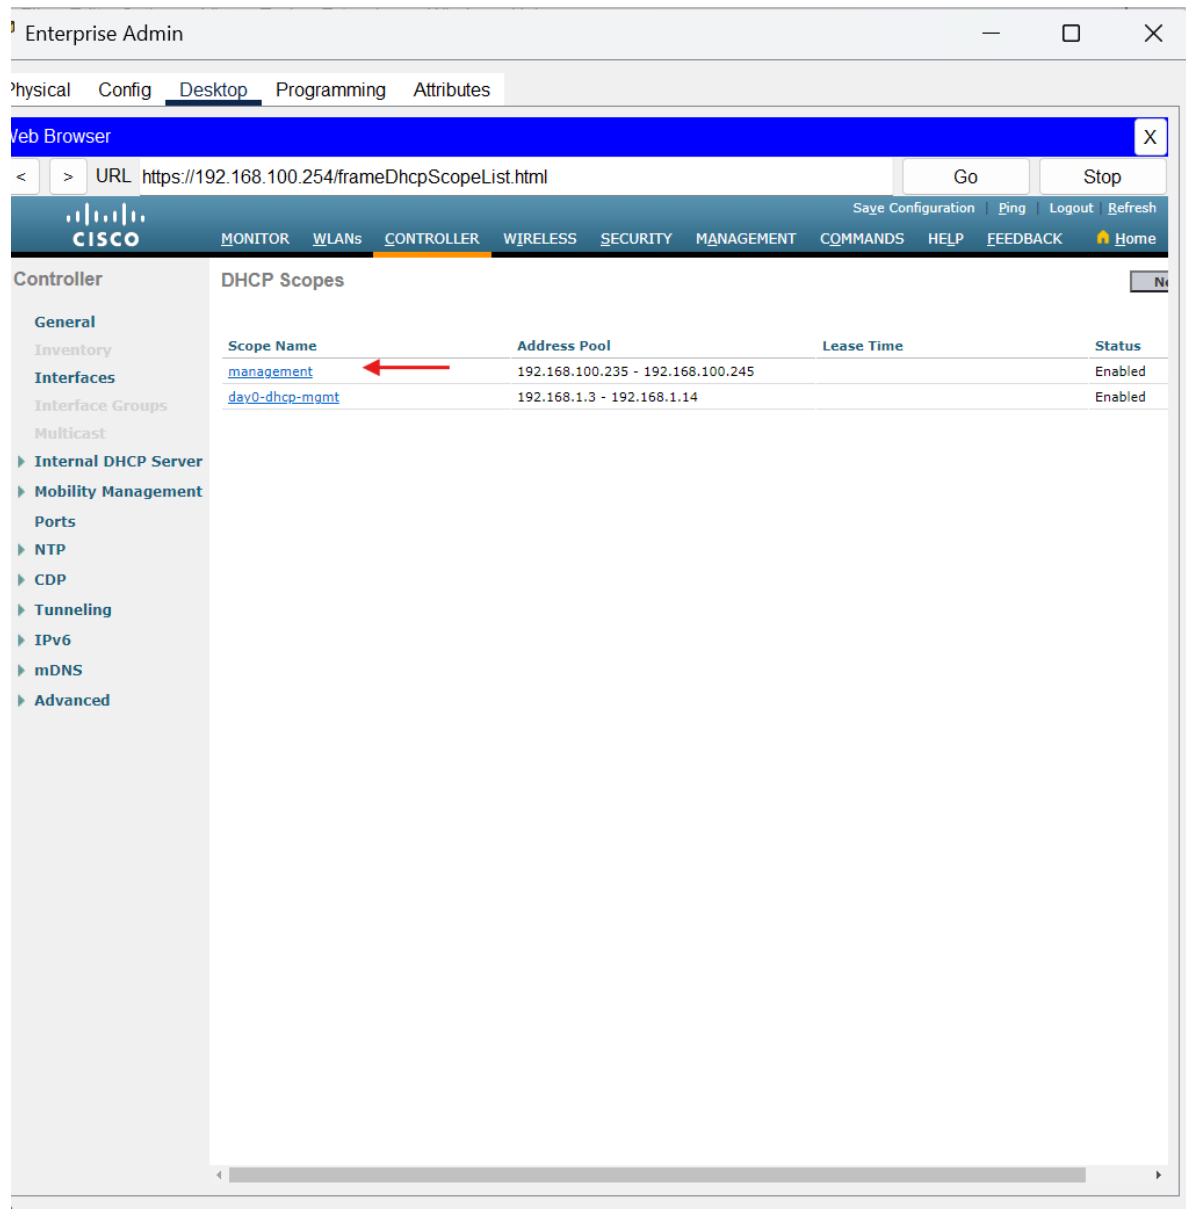 Enterprise Admin
Physical Config Desktop Programming Attributes
Web Browser X
< > URL https://192.168.100.254/frameDhcpScopeList.html Go Stop
Save Configuration | Ping | Logout | Refresh
CISCO MONITOR WLANs CONTROLLER WIRELESS SECURITY MANAGEMENT COMMANDS HELP FEEDBACK Home
Controller
General
Inventory
Interfaces
Interface Groups
Multicast
Internal DHCP Server
Mobility Management
Ports
NTP
CDP
Tunneling
IPv6
mDNS
Advanced
DHCP Scopes
Scope Name Address Pool Lease Time Status
management 192.168.100.235 - 192.168.100.245 Enabled
day0-dhcp-mgmt 192.168.1.3 - 192.168.1.14 Enabled